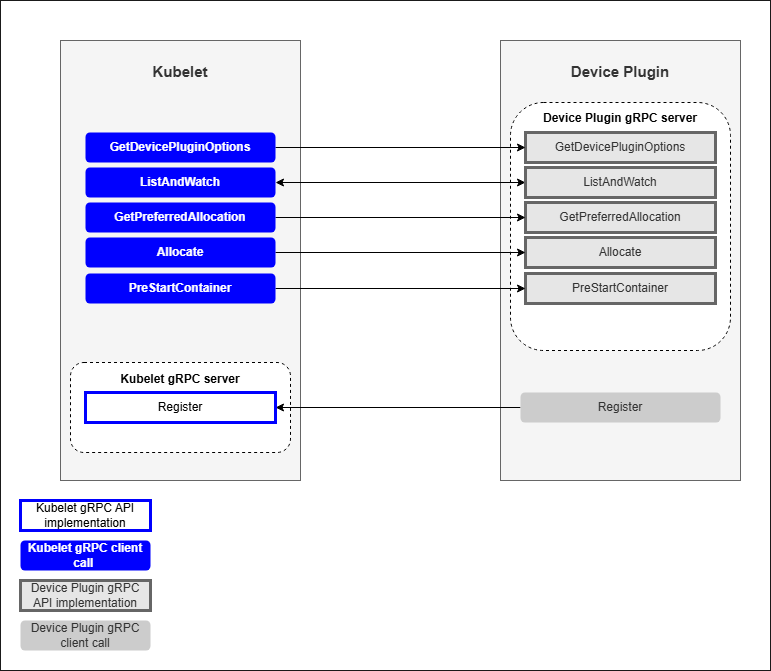 Kubelet
Device Plugin
Device Plugin gRPC server
GetDevicePluginOptions
GetDevicePluginOptions
ListAndWatch
ListAndWatch
GetPreferredAllocation
GetPreferredAllocation
Allocate
Allocate
PreStartContainer
PreStartContainer
Kubelet gRPC server
Register
Register
Kubelet gRPC API
implementation
Kubelet gRPC client
call
Device Plugin gRPC
API implementation
Device Plugin gRPC
client call